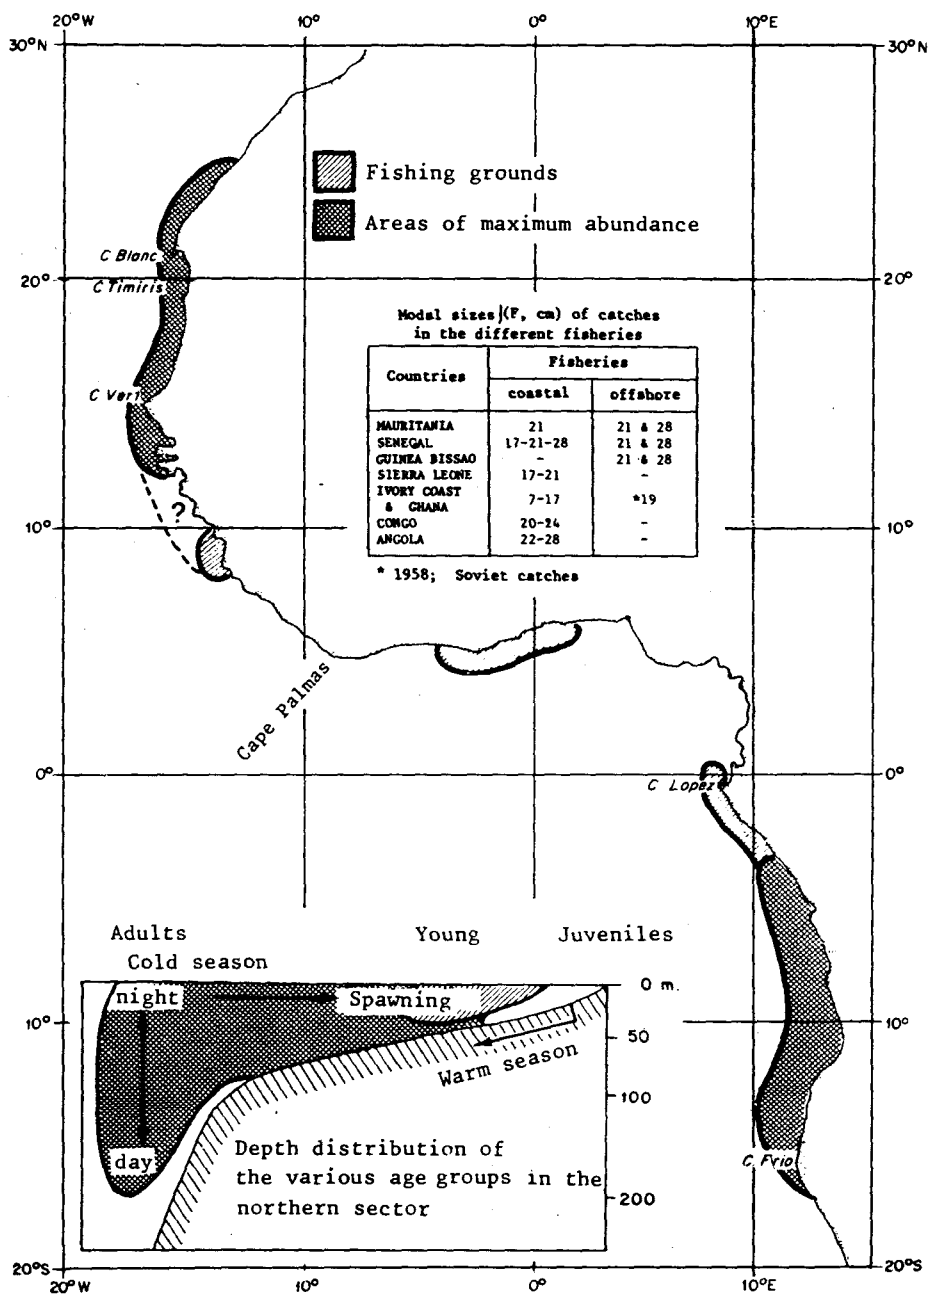 20°W 10° 0° 10°E
30°N 30°N
Fishing grounds
Areas of maximum abundance
C Blanc
20° 20°
C Timiris
Modal sizes (F, cm) of catches
in the different fisheries
Countries Fisheries
coastal offshore
MAURITANIA 21 21 & 28
SENEGAL 17-21-28 21 & 28
GUINEA BISSAO - 21 & 28
SIERRA LEONE 17-21 -
IVORY COAST
& GHANA 7-17 *19
CONGO 20-24 -
ANGOLA 22-28 -
* 1958; Soviet catches
C Vert
?
10° 10°
Cape Palmas
0° 0°
C Lopez
Adults Young Juveniles
Cold season
night Spawning 0 m.
10° 10°
50
Warm season
100
day
Depth distribution of
the various age groups in the
northern sector
200
C. Frio
20°S 20°S
20°W 10° 0° 10°E